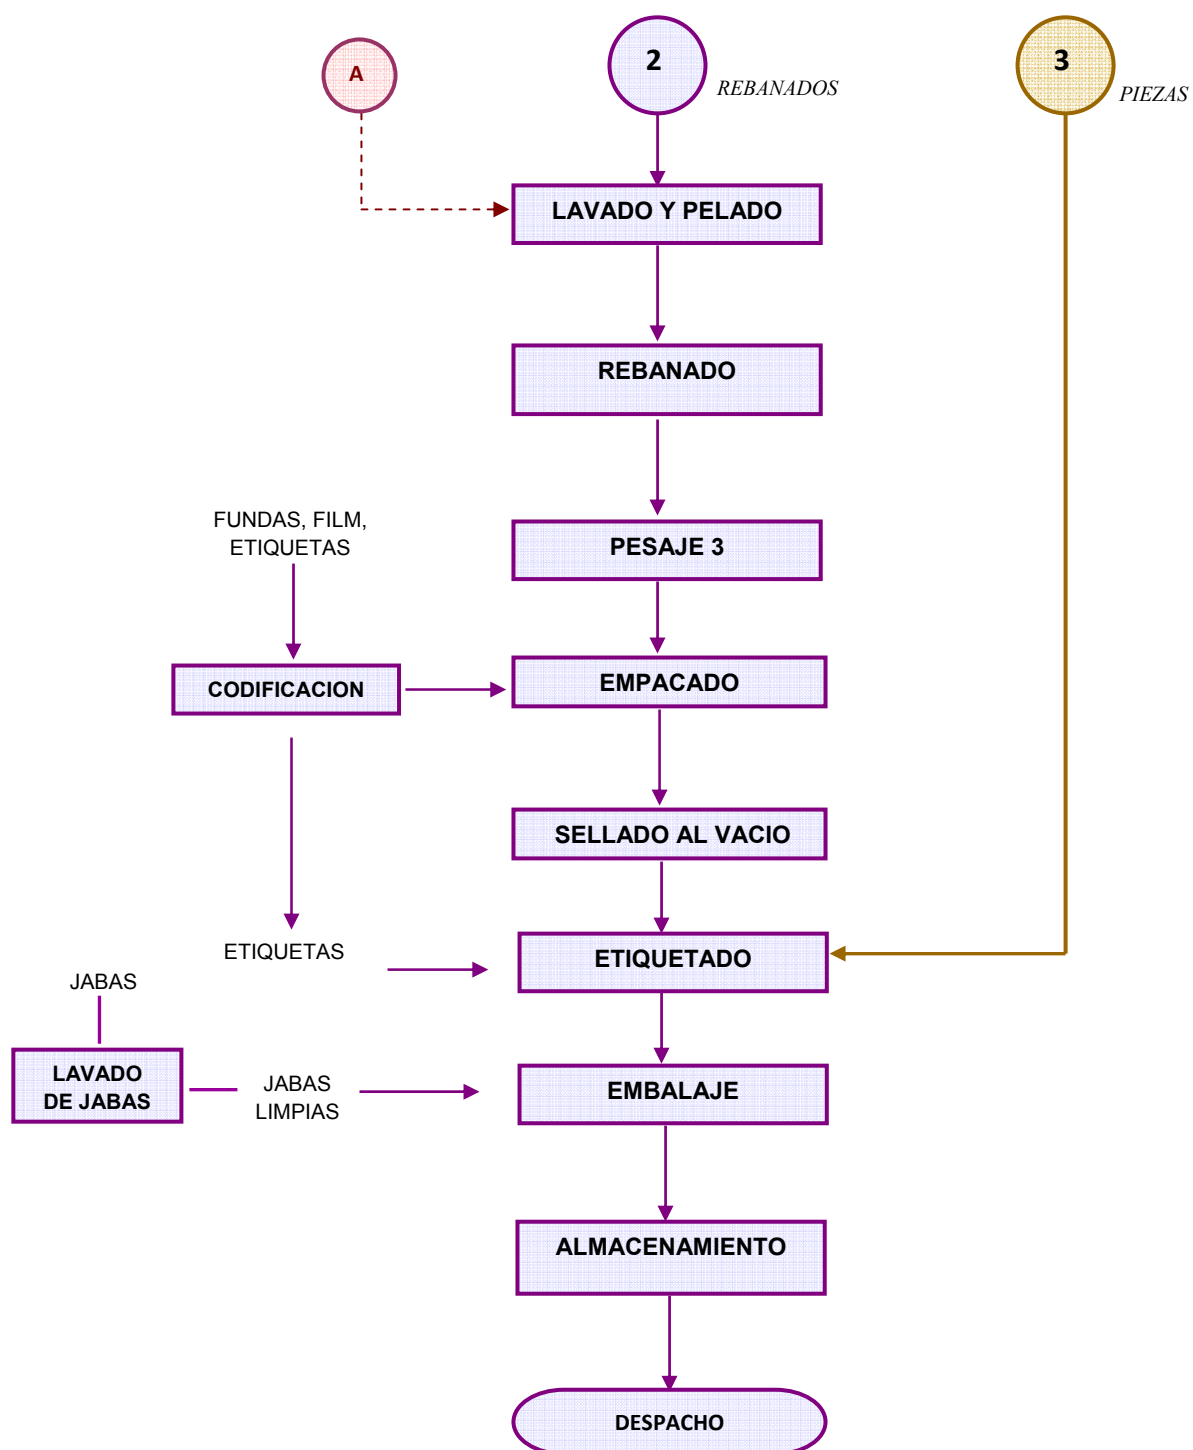 A
2
REBANADOS
3
PIEZAS
LAVADO Y PELADO
REBANADO
FUNDAS, FILM,
ETIQUETAS
PESAJE 3
CODIFICACION
EMPACADO
SELLADO AL VACIO
ETIQUETAS
ETIQUETADO
JABAS
LAVADO
DE JABAS
JABAS
LIMPIAS
EMBALAJE
ALMACENAMIENTO
DESPACHO